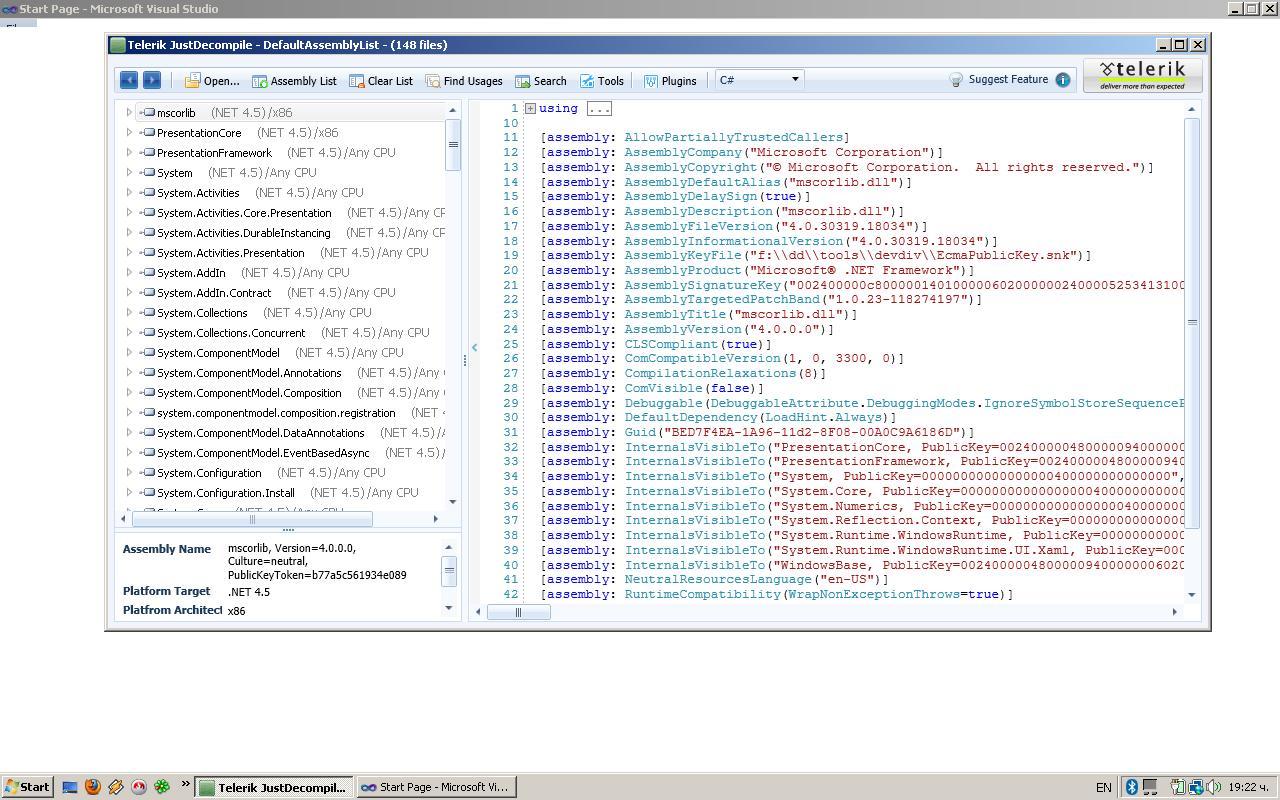 Start Page - Microsoft Visual Studio
Telerik JustDecompile - DefaultAssemblyList - (148 files)
Open... Assembly List Clear List Find Usages Search Tools Plugins C# Suggest Feature telerik
deliver more than expected
mscorlib (NET 4.5)/x86
PresentationCore (NET 4.5)/x86
PresentationFramework (NET 4.5)/Any CPU
System (NET 4.5)/Any CPU
System.Activities (NET 4.5)/Any CPU
System.Activities.Core.Presentation (NET 4.5)/Any CPU
System.Activities.DurableInstancing (NET 4.5)/Any CPU
System.Activities.Presentation (NET 4.5)/Any CPU
System.AddIn (NET 4.5)/Any CPU
System.AddIn.Contract (NET 4.5)/Any CPU
System.Collections (NET 4.5)/Any CPU
System.Collections.Concurrent (NET 4.5)/Any CPU
System.ComponentModel (NET 4.5)/Any CPU
System.ComponentModel.Annotations (NET 4.5)/Any
System.ComponentModel.Composition (NET 4.5)/Any
system.componentmodel.composition.registration (NET
System.ComponentModel.DataAnnotations (NET 4.5)/
System.ComponentModel.EventBasedAsync (NET 4.5)/
System.Configuration (NET 4.5)/Any CPU
System.Configuration.Install (NET 4.5)/Any CPU
Assembly Name mscorlib, Version=4.0.0.0,
Culture=neutral,
PublicKeyToken=b77a5c561934e089
Platform Target .NET 4.5
Platfrom Architect x86
1 using ...
10
11 [assembly: AllowPartiallyTrustedCallers]
12 [assembly: AssemblyCompany("Microsoft Corporation")]
13 [assembly: AssemblyCopyright("© Microsoft Corporation.  All rights reserved.")]
14 [assembly: AssemblyDefaultAlias("mscorlib.dll")]
15 [assembly: AssemblyDelaySign(true)]
16 [assembly: AssemblyDescription("mscorlib.dll")]
17 [assembly: AssemblyFileVersion("4.0.30319.18034")]
18 [assembly: AssemblyInformationalVersion("4.0.30319.18034")]
19 [assembly: AssemblyKeyFile("f:\\dd\\tools\\devdiv\\EcmaPublicKey.snk")]
20 [assembly: AssemblyProduct("Microsoft® .NET Framework")]
21 [assembly: AssemblySignatureKey("002400000c8000001401000006020000002400005253413100
22 [assembly: AssemblyTargetedPatchBand("1.0.23-118274197")]
23 [assembly: AssemblyTitle("mscorlib.dll")]
24 [assembly: AssemblyVersion("4.0.0.0")]
25 [assembly: CLSCompliant(true)]
26 [assembly: ComCompatibleVersion(1, 0, 3300, 0)]
27 [assembly: CompilationRelaxations(8)]
28 [assembly: ComVisible(false)]
29 [assembly: Debuggable(DebuggableAttribute.DebuggingModes.IgnoreSymbolStoreSequenceP
30 [assembly: DefaultDependency(LoadHint.Always)]
31 [assembly: Guid("BED7F4EA-1A96-11d2-8F08-00A0C9A6186D")]
32 [assembly: InternalsVisibleTo("PresentationCore, PublicKey=00240000048000009400000
33 [assembly: InternalsVisibleTo("PresentationFramework, PublicKey=002400000480000940
34 [assembly: InternalsVisibleTo("System, PublicKey=00000000000000000400000000000000",
35 [assembly: InternalsVisibleTo("System.Core, PublicKey=00000000000000000400000000
36 [assembly: InternalsVisibleTo("System.Numerics, PublicKey=00000000000000000400000
37 [assembly: InternalsVisibleTo("System.Reflection.Context, PublicKey=00000000000000
38 [assembly: InternalsVisibleTo("System.Runtime.WindowsRuntime, PublicKey=0000000000
39 [assembly: InternalsVisibleTo("System.Runtime.WindowsRuntime.UI.Xaml, PublicKey=000
40 [assembly: InternalsVisibleTo("WindowsBase, PublicKey=0024000004800000940000000602
41 [assembly: NeutralResourcesLanguage("en-US")]
42 [assembly: RuntimeCompatibility(WrapNonExceptionThrows=true)]
Start » Telerik JustDecompil... Start Page - Microsoft Vi... EN 19:22 ч.